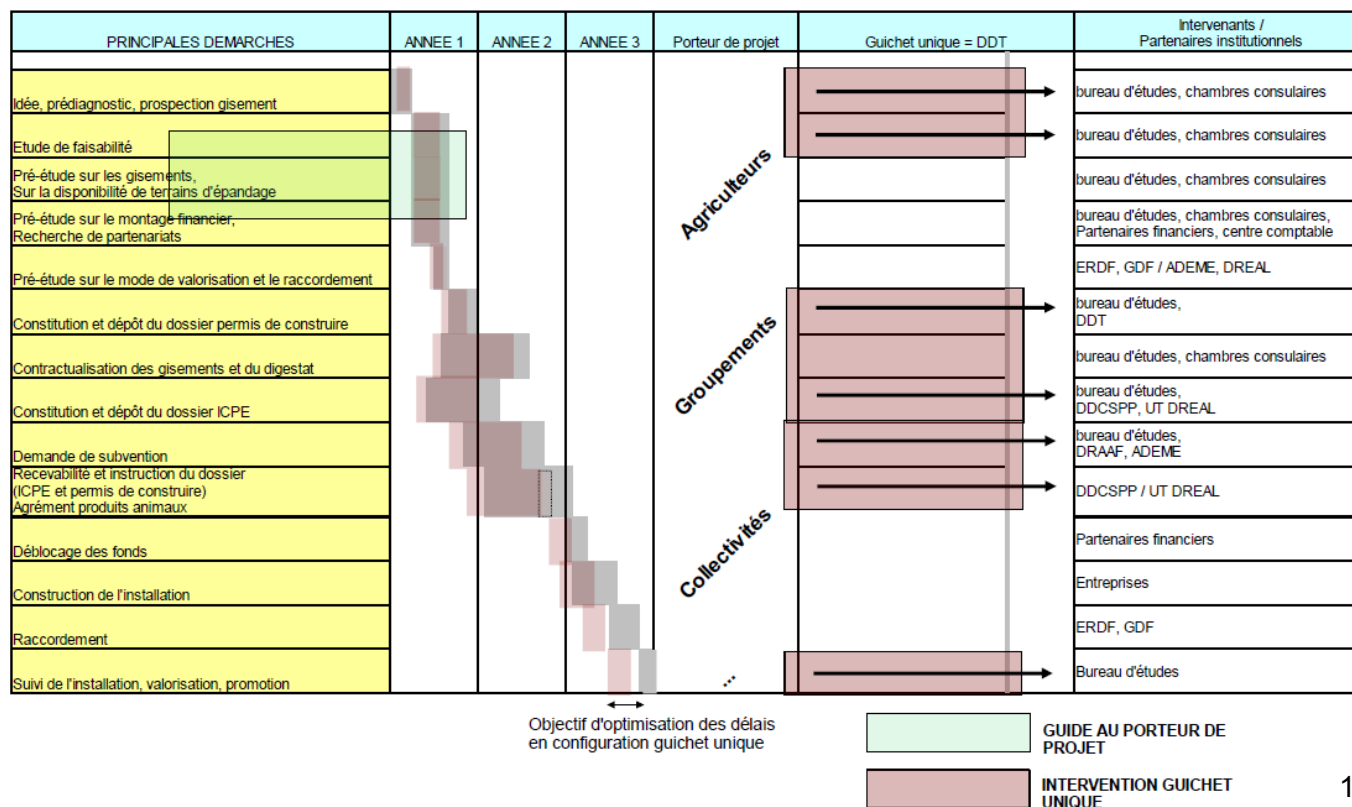 PRINCIPALES DEMARCHES
ANNEE 1
ANNEE 2
ANNEE 3
Porteur de projet
Guichet unique = DDT
Intervenants /
Partenaires institutionnels
Idée, prédiagnostic, prospection gisement
bureau d'études, chambres consulaires
Etude de faisabilité
bureau d'études, chambres consulaires
Pré-étude sur les gisements,
Sur la disponibilité de terrains d'épandage
bureau d'études, chambres consulaires
Agriculteurs
Pré-étude sur le montage financier,
Recherche de partenariats
bureau d'études, chambres consulaires,
Partenaires financiers, centre comptable
Pré-étude sur le mode de valorisation et le raccordement
ERDF, GDF / ADEME, DREAL
Constitution et dépôt du dossier permis de construire
bureau d'études,
DDT
Groupements
Contractualisation des gisements et du digestat
bureau d'études, chambres consulaires
Constitution et dépôt du dossier ICPE
bureau d'études,
DDCSPP, UT DREAL
Demande de subvention
bureau d'études,
DRAAF, ADEME
Recevabilité et instruction du dossier
(ICPE et permis de construire)
Agrément produits animaux
DDCSPP / UT DREAL
Collectivités
Déblocage des fonds
Partenaires financiers
Construction de l'installation
Entreprises
Raccordement
ERDF, GDF
Suivi de l'installation, valorisation, promotion
...
Bureau d'études
Objectif d'optimisation des délais
en configuration guichet unique
GUIDE AU PORTEUR DE
PROJET
INTERVENTION GUICHET
UNIQUE
1